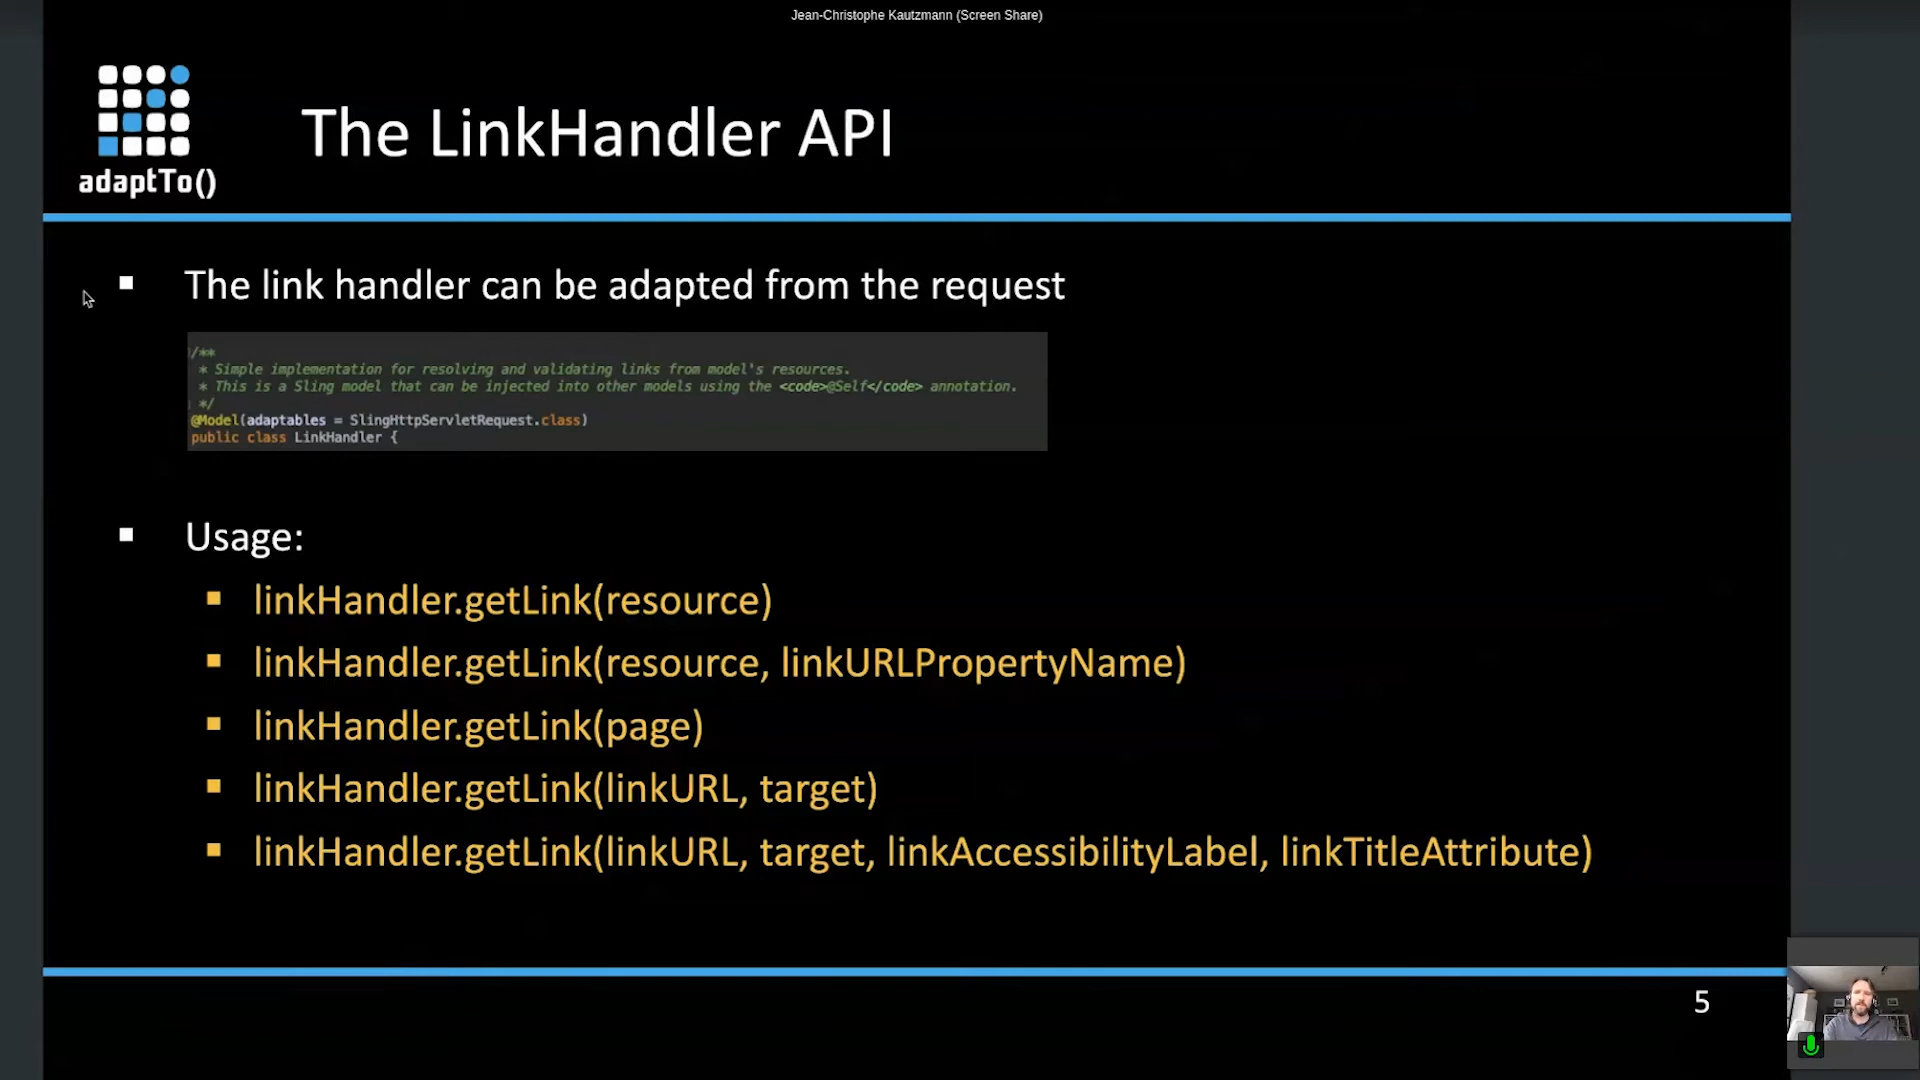 Jean-Christophe Kautzmann (Screen Share)
adaptTo()
The LinkHandler API
The link handler can be adapted from the request
/**
* Simple implementation for resolving and validating links from model's resources.
* This is a Sling model that can be injected into other models using the <code>@Self</code> annotation.
*/
@Model(adaptables = SlingHttpServletRequest.class)
public class LinkHandler {
Usage:
linkHandler.getLink(resource)
linkHandler.getLink(resource, linkURLPropertyName)
linkHandler.getLink(page)
linkHandler.getLink(linkURL, target)
linkHandler.getLink(linkURL, target, linkAccessibilityLabel, linkTitleAttribute)
5